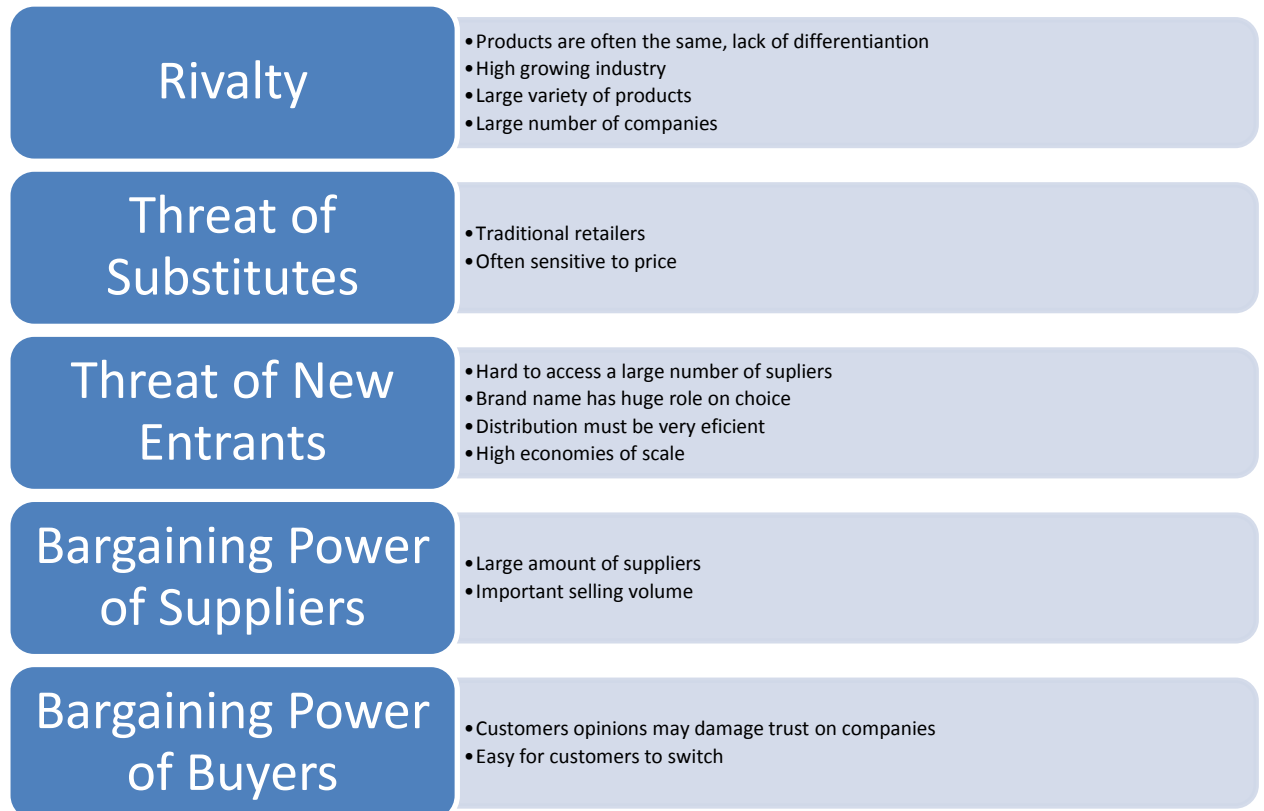 Rivalty
•Products are often the same, lack of differentiantion
•High growing industry
•Large variety of products
•Large number of companies
Threat of
Substitutes
•Traditional retailers
•Often sensitive to price
Threat of New
Entrants
•Hard to access a large number of supliers
•Brand name has huge role on choice
•Distribution must be very eficient
•High economies of scale
Bargaining Power
of Suppliers
•Large amount of suppliers
•Important selling volume
Bargaining Power
of Buyers
•Customers opinions may damage trust on companies
•Easy for customers to switch